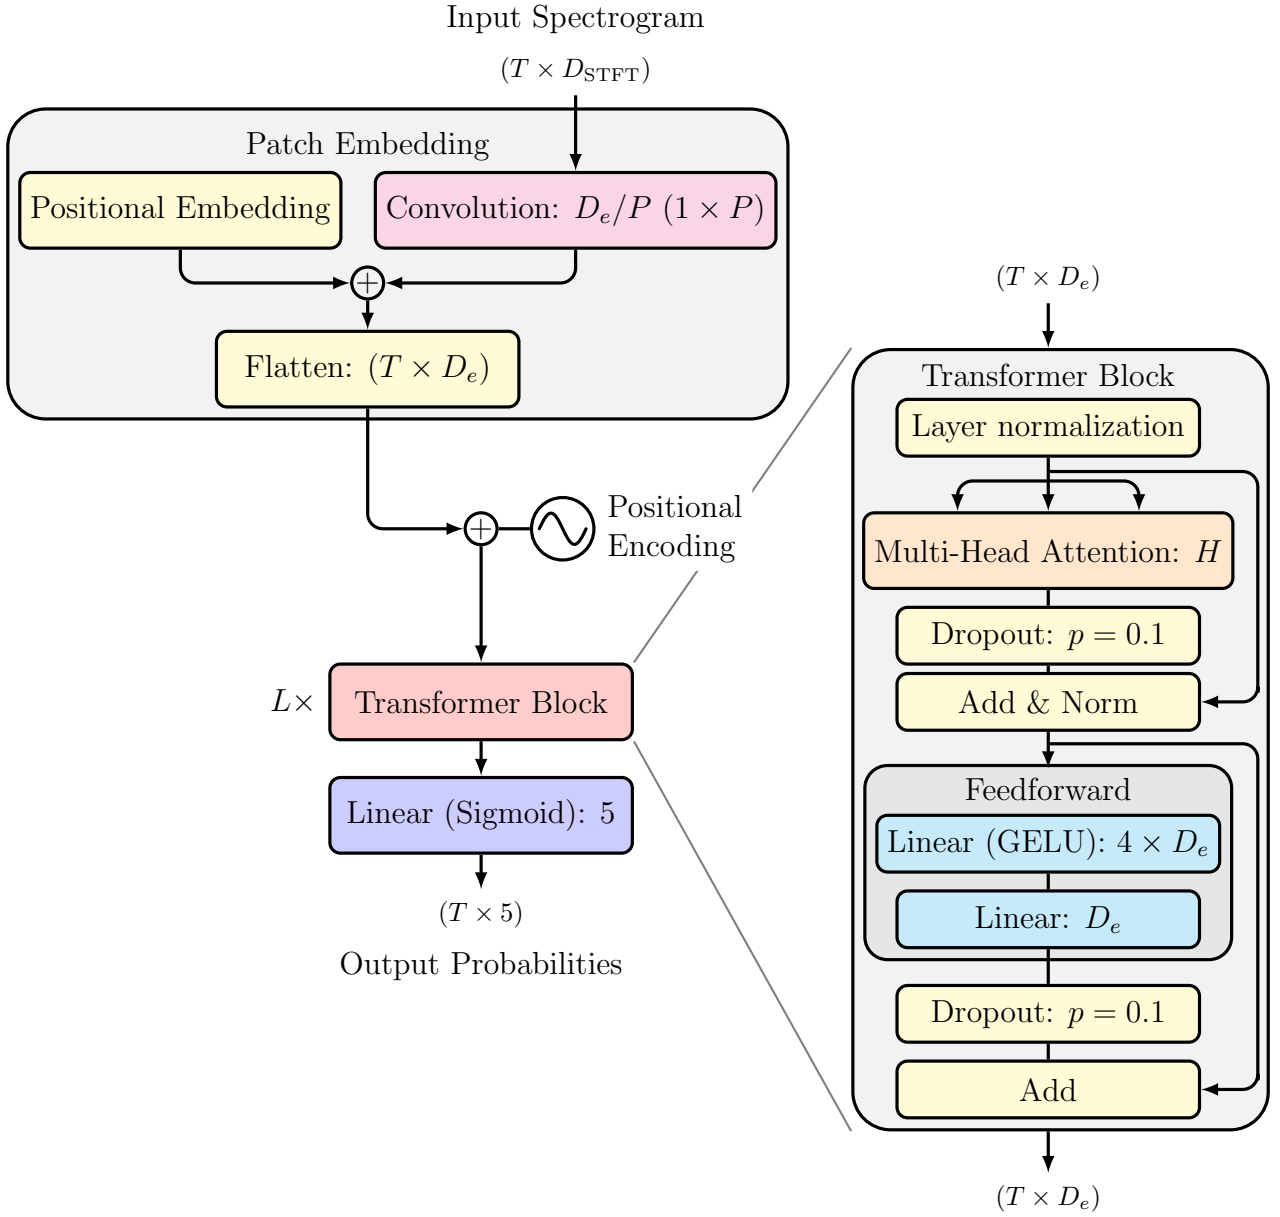 Input Spectrogram
(T × D_STFT)
Patch Embedding
Positional Embedding
Convolution: D_e/P (1 × P)
+
Flatten: (T × D_e)
+
Positional
Encoding
L×
Transformer Block
Linear (Sigmoid): 5
(T × 5)
Output Probabilities
(T × D_e)
Transformer Block
Layer normalization
Multi-Head Attention: H
Dropout: p = 0.1
Add & Norm
Feedforward
Linear (GELU): 4 × D_e
Linear: D_e
Dropout: p = 0.1
Add
(T × D_e)